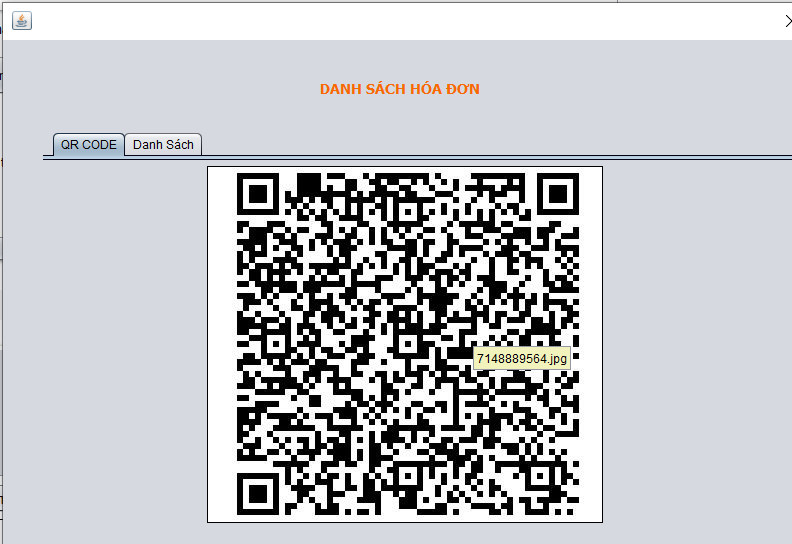 DANH SÁCH HÓA ĐƠN
QR CODE
Danh Sách
7148889564.jpg